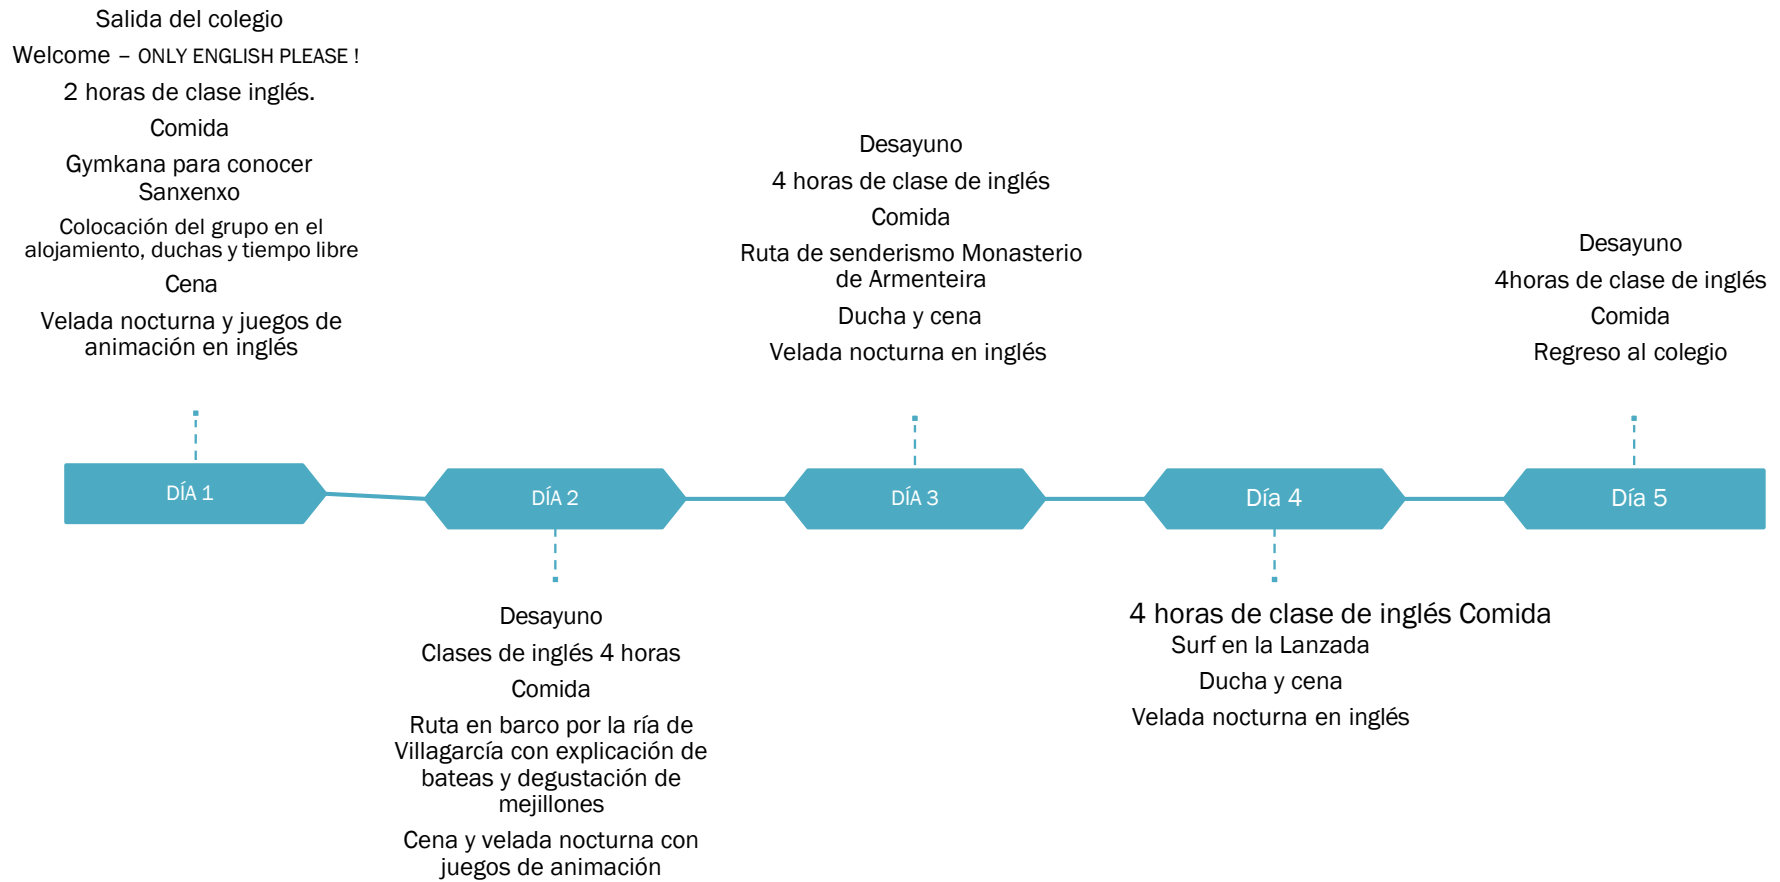 Salida del colegio
Welcome – ONLY ENGLISH PLEASE !
2 horas de clase inglés.
Comida
Gymkana para conocer
Sanxenxo
Colocación del grupo en el
alojamiento, duchas y tiempo libre
Cena
Velada nocturna y juegos de
animación en inglés
Desayuno
4 horas de clase de inglés
Comida
Ruta de senderismo Monasterio
de Armenteira
Ducha y cena
Velada nocturna en inglés
Desayuno
4horas de clase de inglés
Comida
Regreso al colegio
DÍA 1
DÍA 2
DÍA 3
Día 4
Día 5
Desayuno
Clases de inglés 4 horas
Comida
Ruta en barco por la ría de
Villagarcía con explicación de
bateas y degustación de
mejillones
Cena y velada nocturna con
juegos de animación
4 horas de clase de inglés Comida
Surf en la Lanzada
Ducha y cena
Velada nocturna en inglés